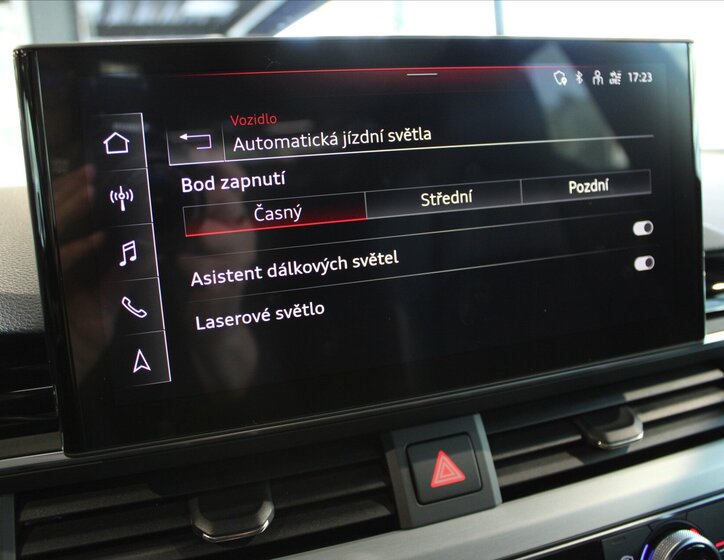 17:23
Vozidlo
Automatická jízdní světla
Bod zapnutí
Časný Střední Pozdní
Asistent dálkových světel
Laserové světlo